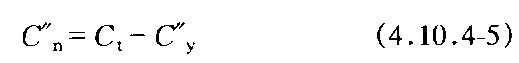 C″ₙ = Cₜ − C″ᵧ (4.10.4-5)